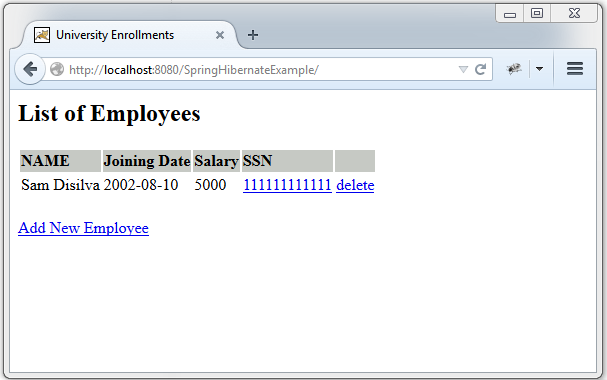 University Enrollments
http://localhost:8080/SpringHibernateExample/
List of Employees
NAME Joining Date Salary SSN
Sam Disilva 2002-08-10 5000 111111111111 delete
Add New Employee